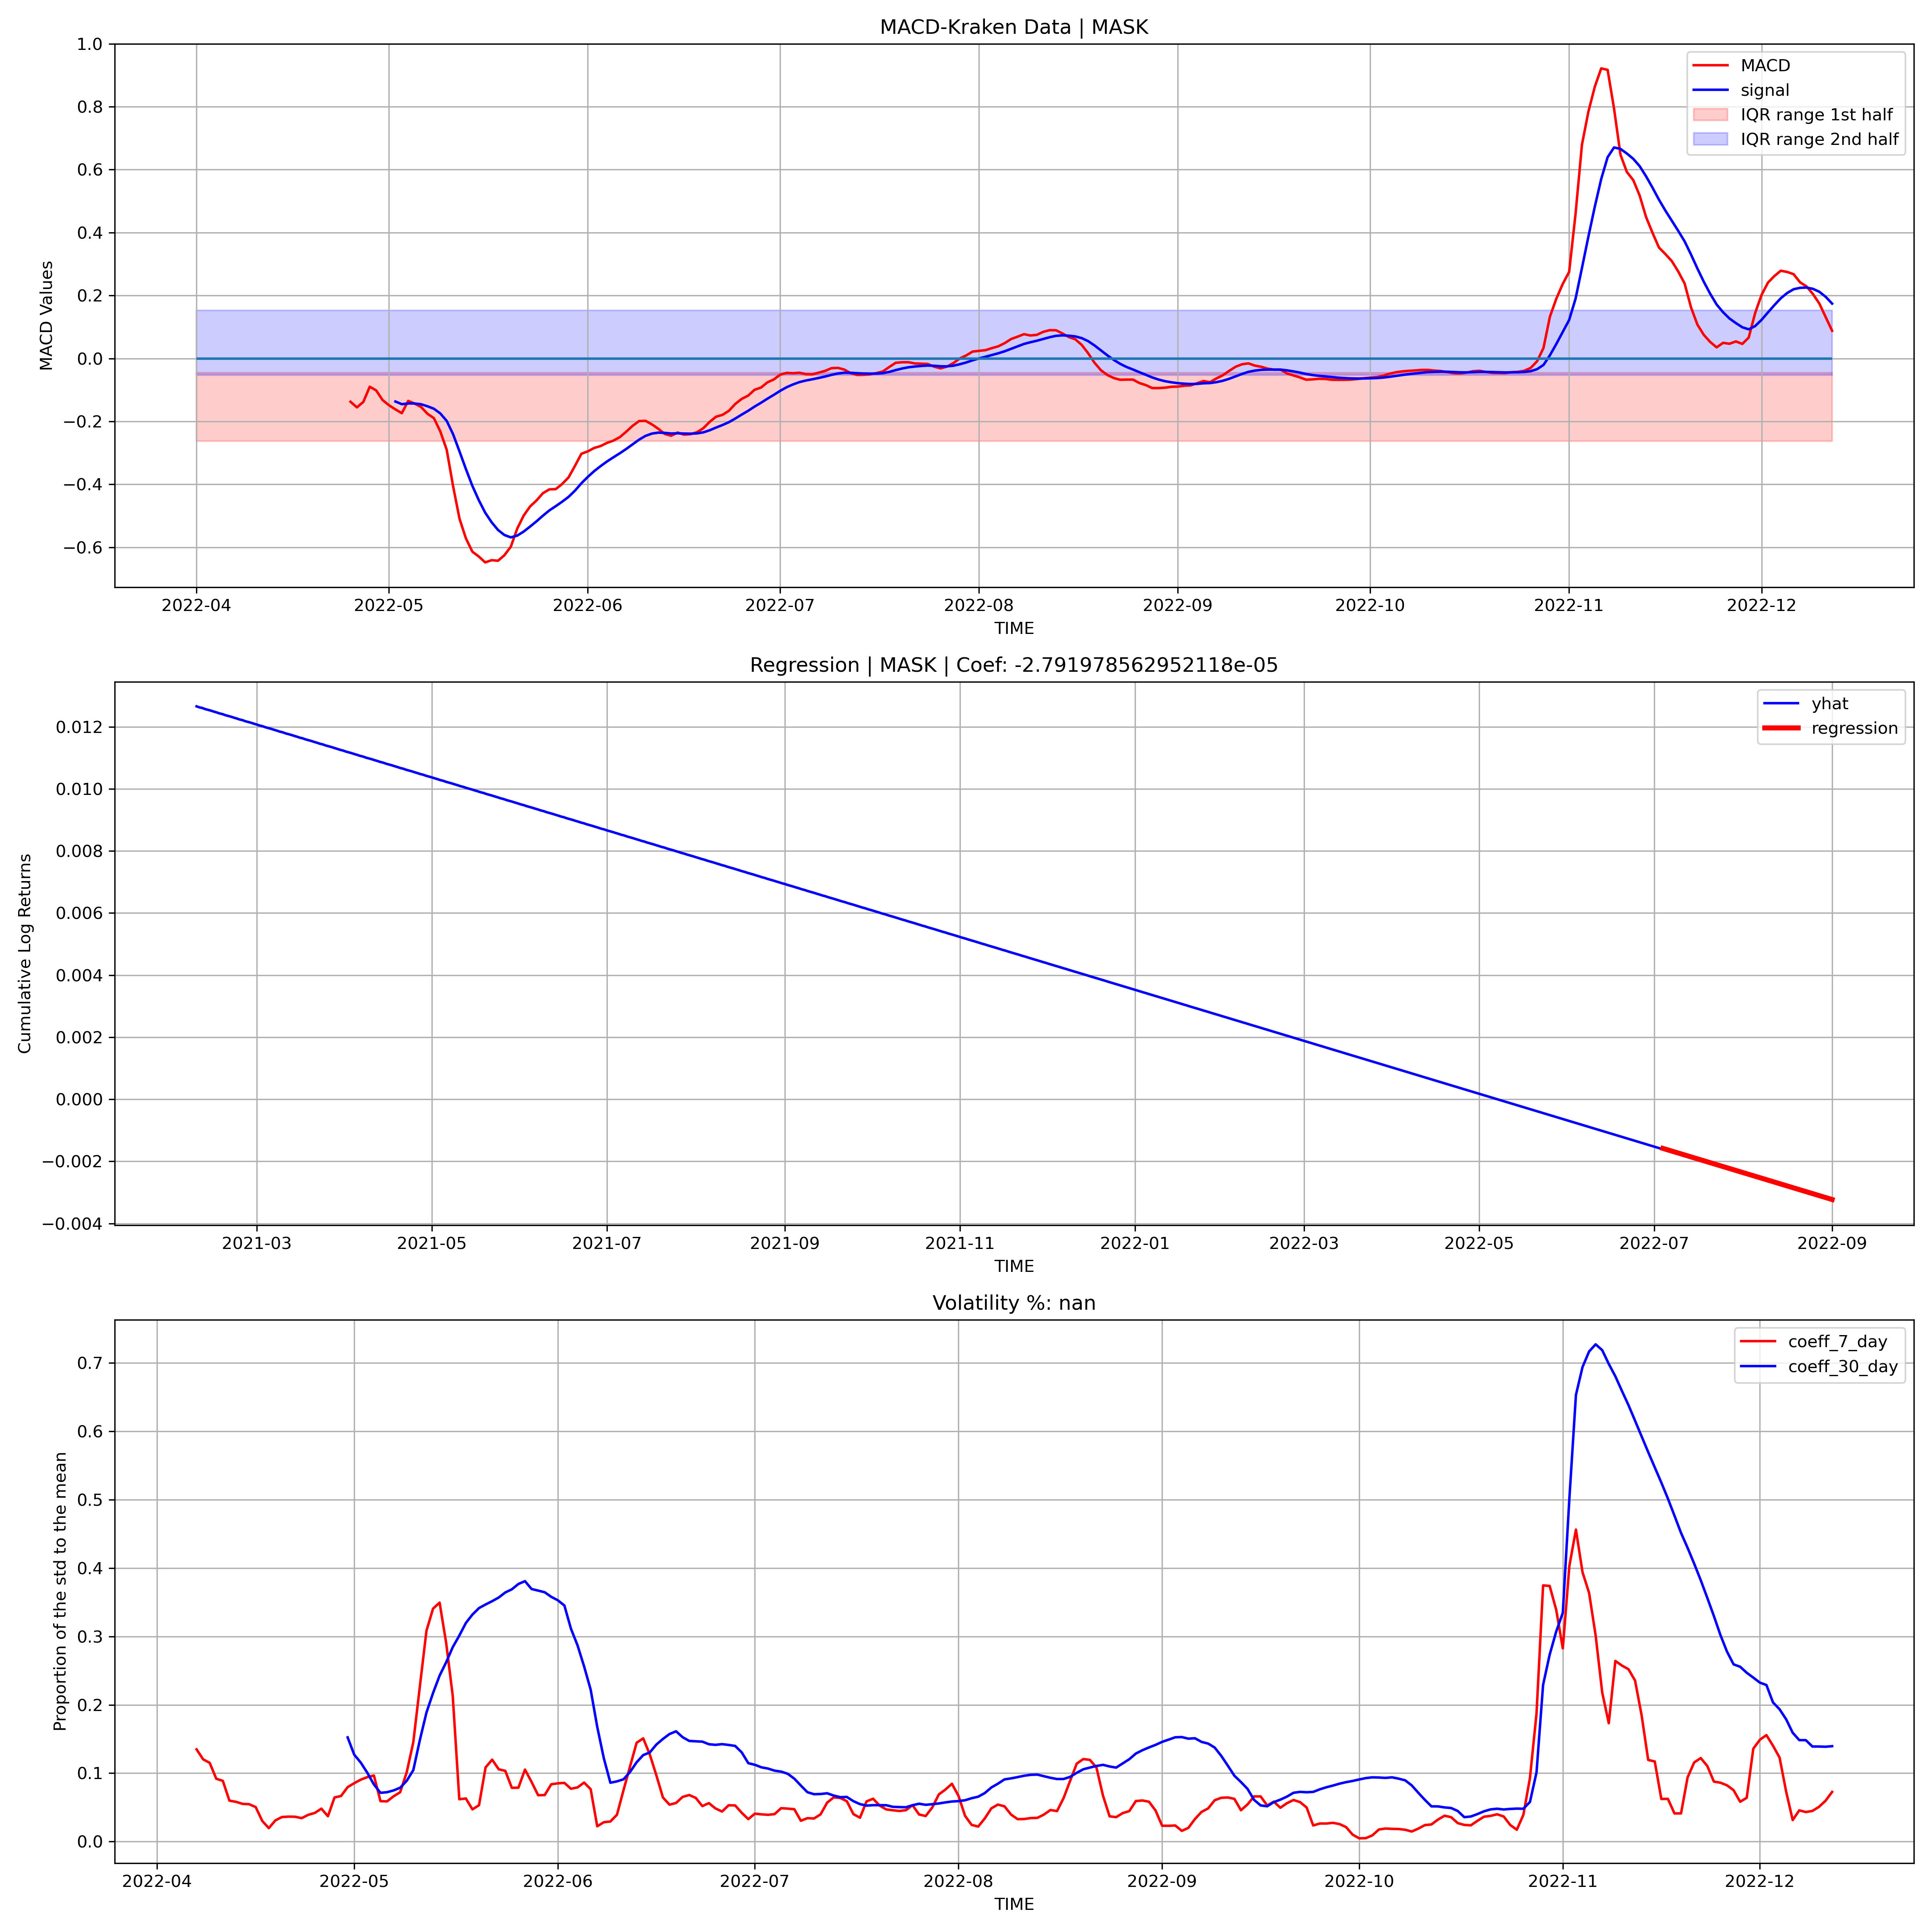 MACD-Kraken Data | MASK
1.0
0.8
0.6
0.4
0.2
0.0
−0.2
−0.4
−0.6
MACD Values
MACD
signal
IQR range 1st half
IQR range 2nd half
2022-04 2022-05 2022-06 2022-07 2022-08 2022-09 2022-10 2022-11 2022-12
TIME
Regression | MASK | Coef: -2.791978562952118e-05
0.012
0.010
0.008
0.006
0.004
0.002
0.000
−0.002
−0.004
Cumulative Log Returns
yhat
regression
2021-03 2021-05 2021-07 2021-09 2021-11 2022-01 2022-03 2022-05 2022-07 2022-09
TIME
Volatility %: nan
0.7
0.6
0.5
0.4
0.3
0.2
0.1
0.0
Proportion of the std to the mean
coeff_7_day
coeff_30_day
2022-04 2022-05 2022-06 2022-07 2022-08 2022-09 2022-10 2022-11 2022-12
TIME